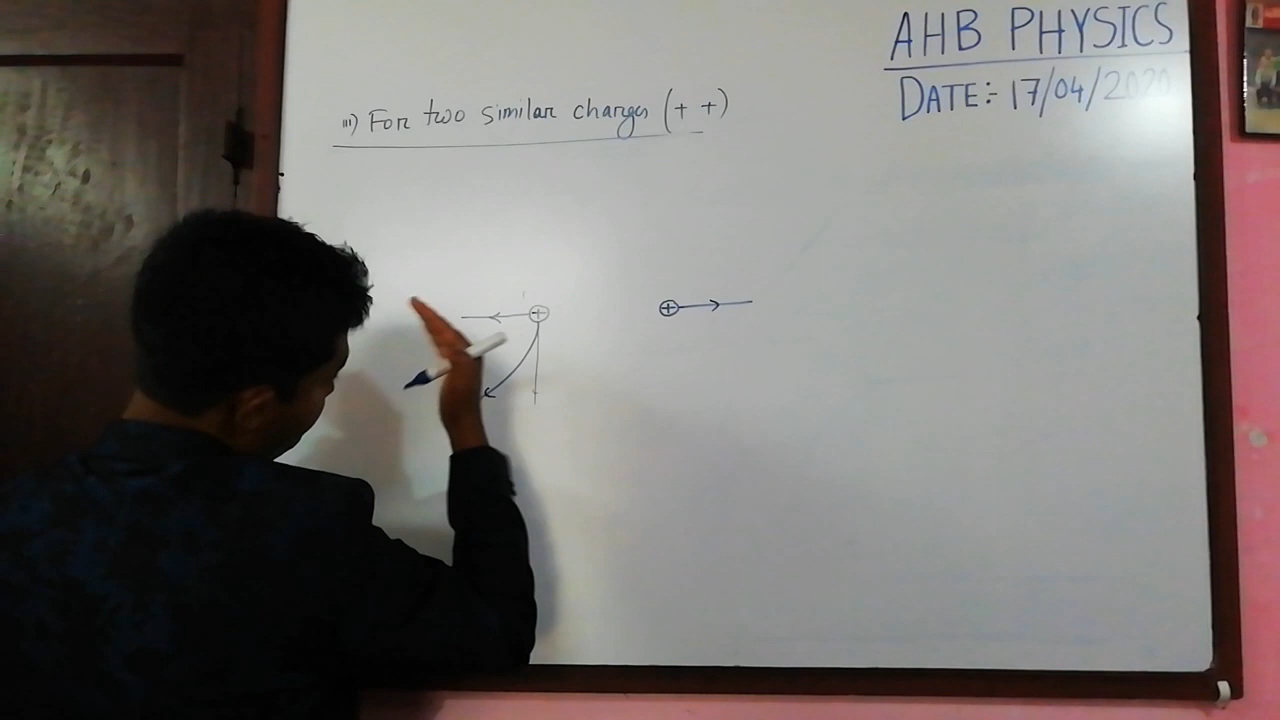 AHB PHYSICS
DATE:- 17/04/2020
iii) For two similar charges (+ +)
+ +